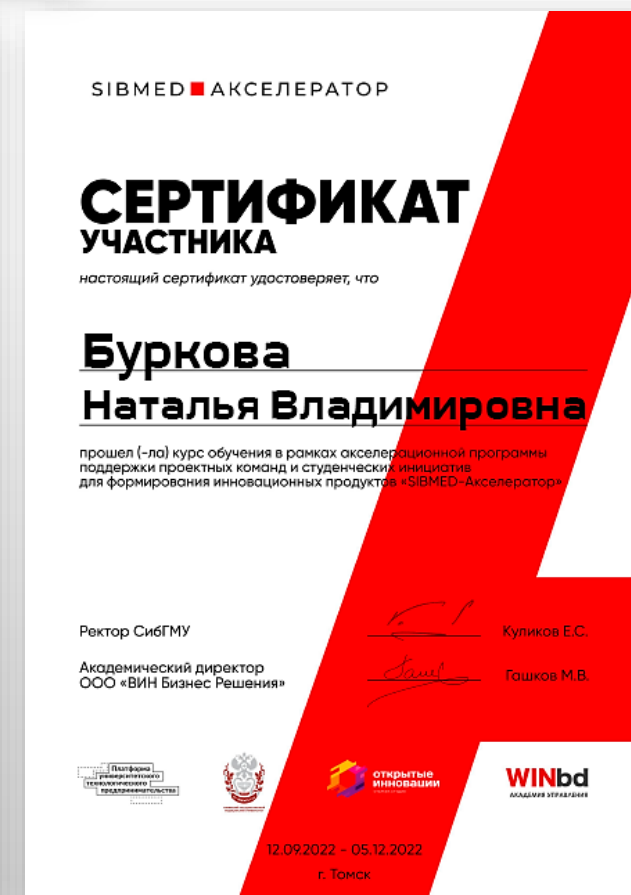 SIBMED АКСЕЛЕРАТОР
СЕРТИФИКАТ
УЧАСТНИКА
настоящий сертификат удостоверяет, что
Буркова
Наталья Владимировна
прошел (-ла) курс обучения в рамках акселерационной программы
поддержки проектных команд и студенческих инициатив
для формирования инновационных продуктов «SIBMED-Акселератор»
Ректор СибГМУ
Куликов Е.С.
Академический директор
ООО «ВИН Бизнес Решения»
Гашков М.В.
Платформа
университетского
технологического
предпринимательства
открытые
инновации
WINbd
АКАДЕМИЯ УПРАВЛЕНИЯ
12.09.2022 - 05.12.2022
г. Томск